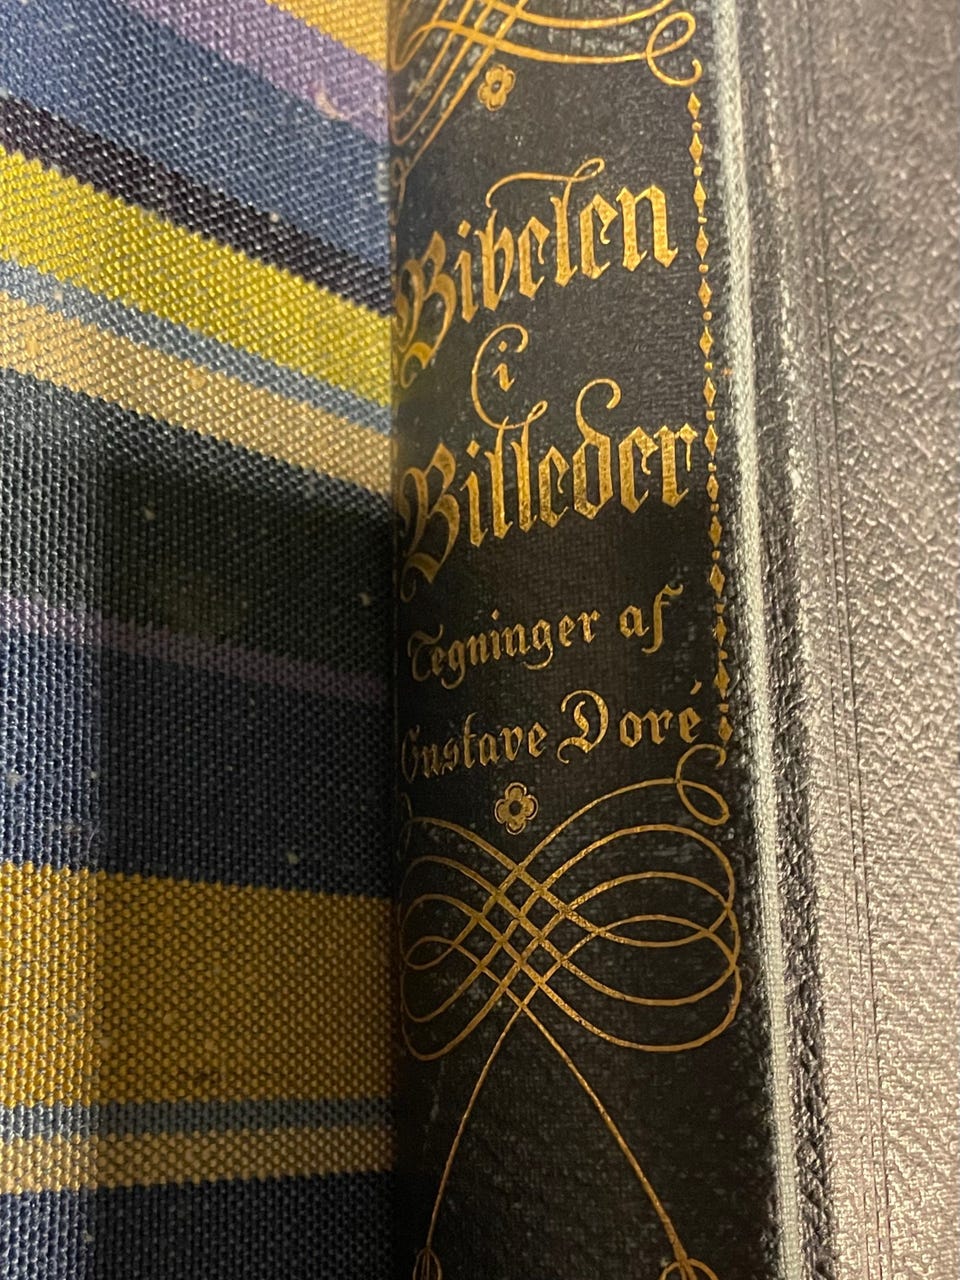 Bibelen
i
Billeder
Tegninger af
Gustave Doré